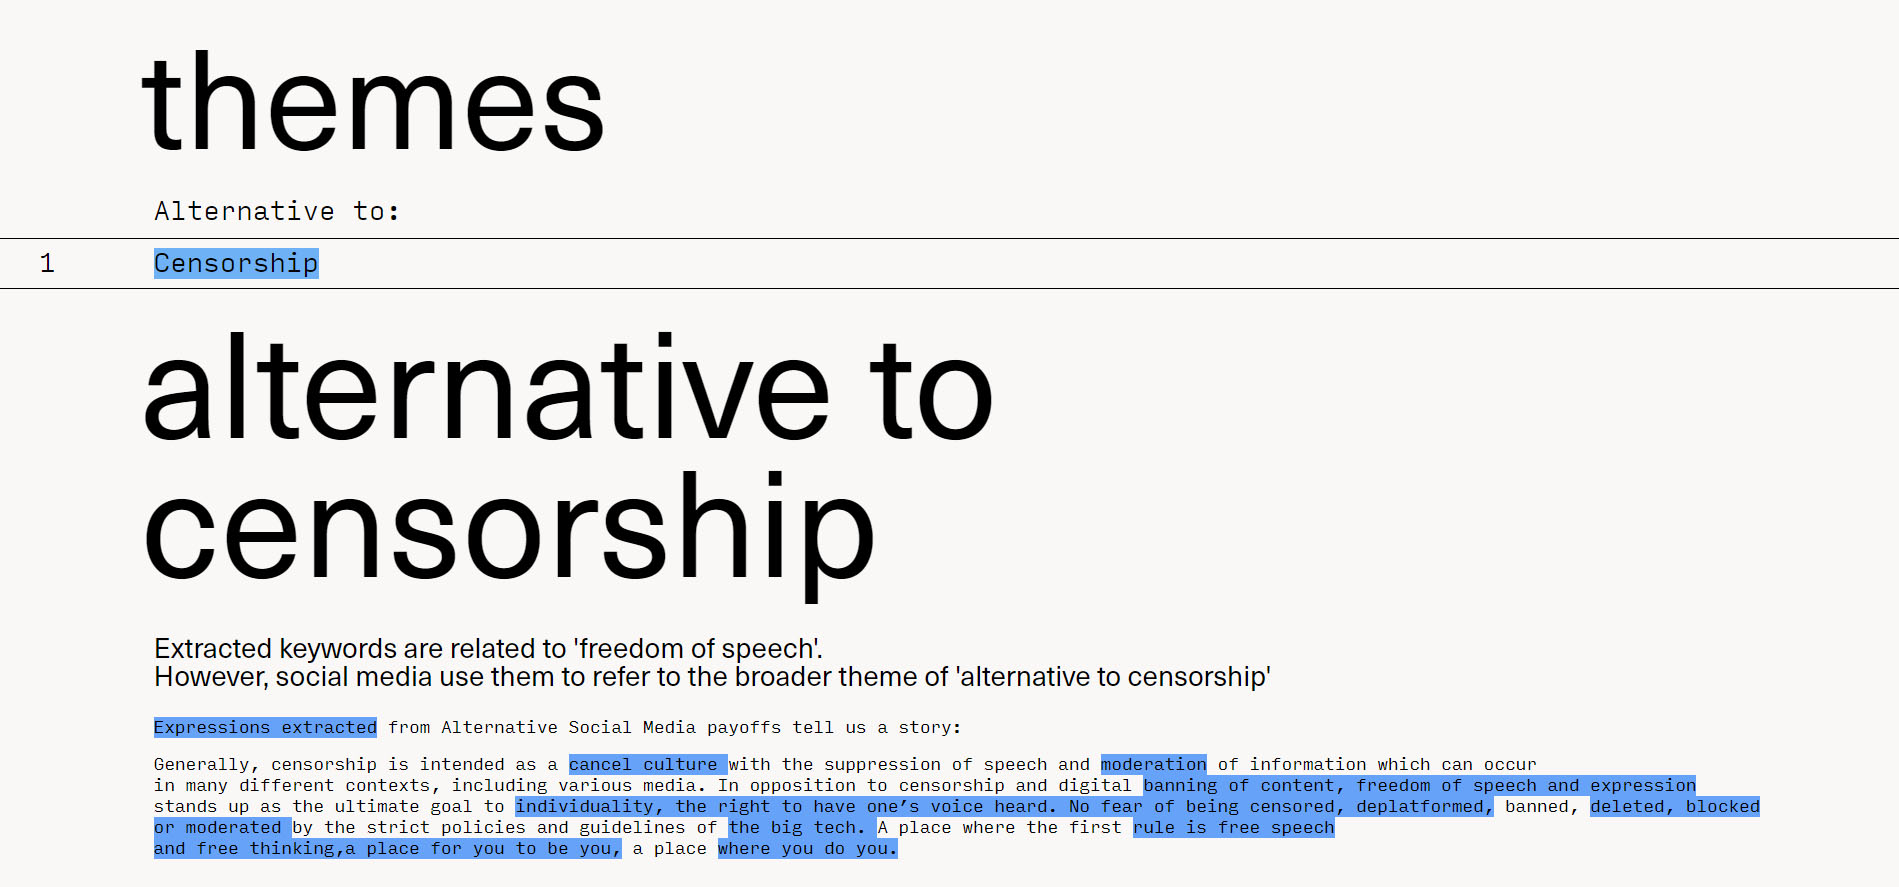 themes
Alternative to:
1 Censorship
alternative to
censorship
Extracted keywords are related to 'freedom of speech'.
However, social media use them to refer to the broader theme of 'alternative to censorship'
Expressions extracted from Alternative Social Media payoffs tell us a story:
Generally, censorship is intended as a cancel culture with the suppression of speech and moderation of information which can occur
in many different contexts, including various media. In opposition to censorship and digital banning of content, freedom of speech and expression
stands up as the ultimate goal to individuality, the right to have one’s voice heard. No fear of being censored, deplatformed, banned, deleted, blocked
or moderated by the strict policies and guidelines of the big tech. A place where the first rule is free speech
and free thinking,a place for you to be you, a place where you do you.